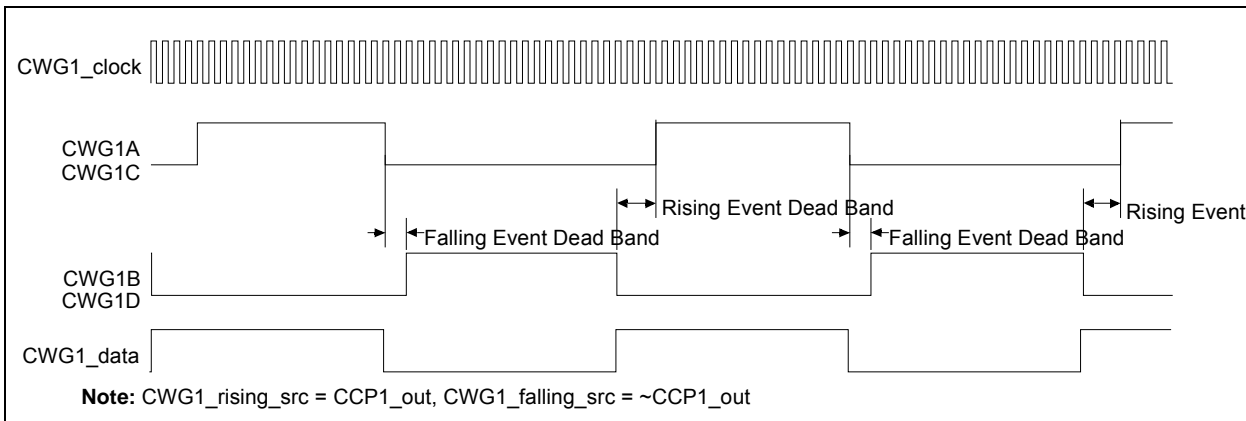 CWG1_clock
CWG1A
CWG1C
Rising Event Dead Band
Rising Event
Falling Event Dead Band
Falling Event Dead Band
CWG1B
CWG1D
CWG1_data
Note: CWG1_rising_src = CCP1_out, CWG1_falling_src = ~CCP1_out